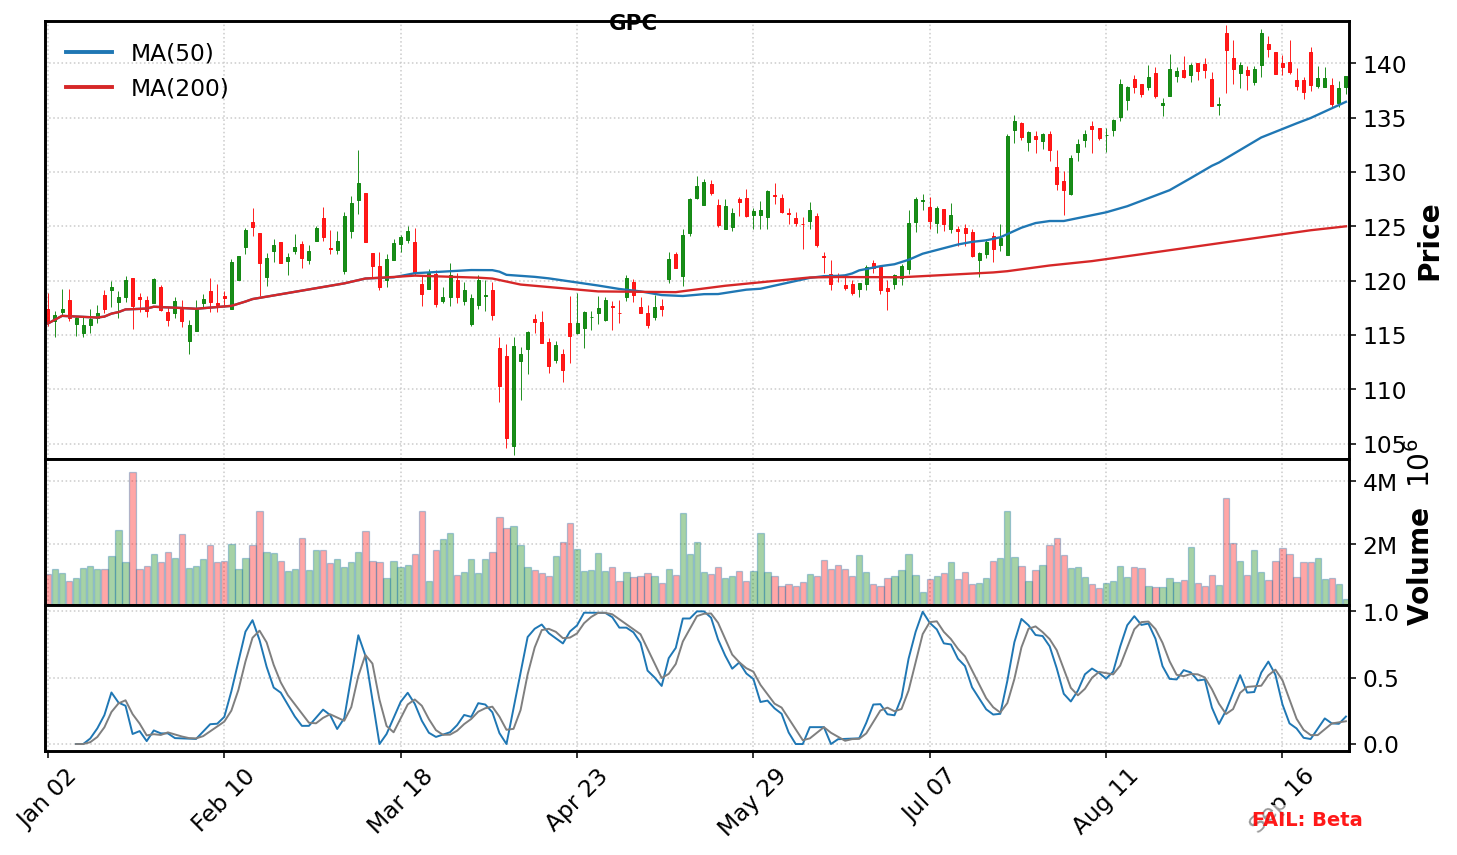 GPC
MA(50)
MA(200)
140
135
130
125
120
115
110
105
Price
10⁶
4M
2M
Volume
1.0
0.5
0.0
Jan 02
Feb 10
Mar 18
Apr 23
May 29
Jul 07
Aug 11
Sep 16
FAIL: Beta